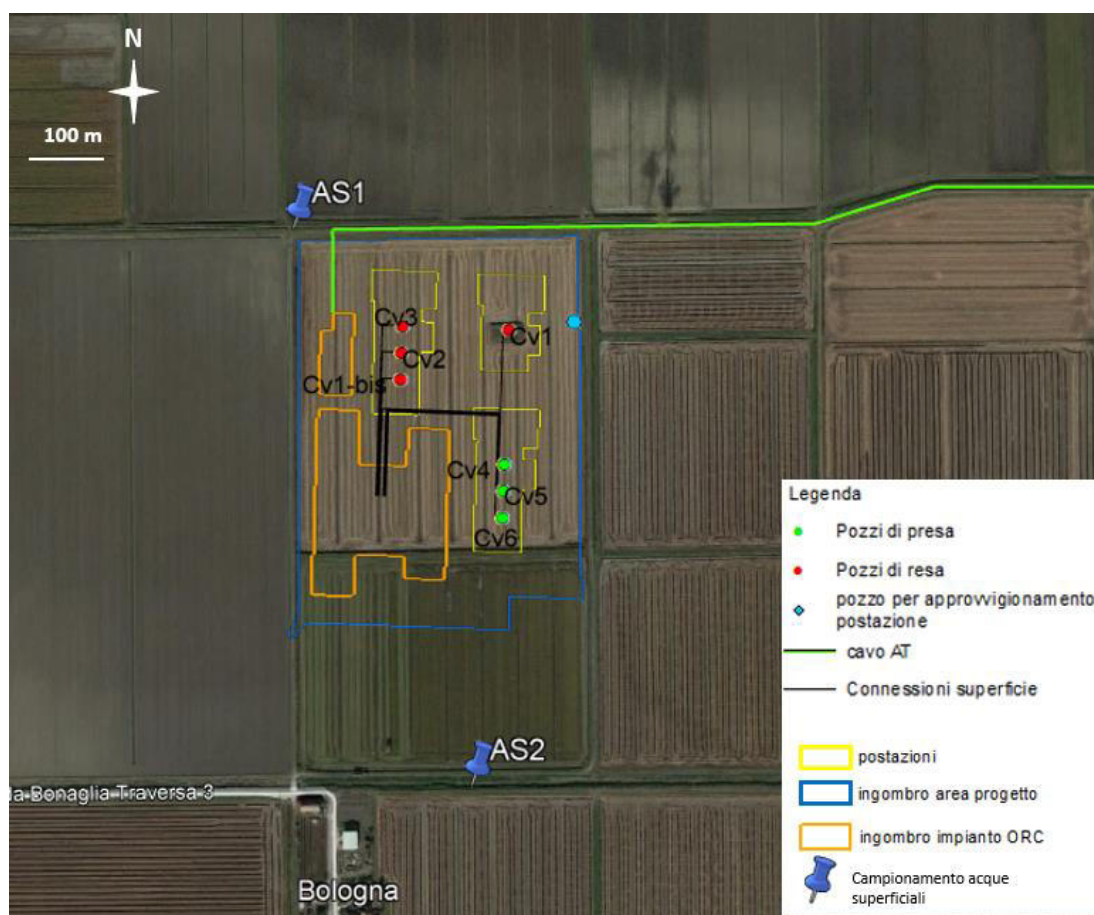 N
100 m
AS1
Cv3
Cv1
Cv2
Cv1-bis
Cv4
Cv5
Cv6
AS2
da Bonaglia Traversa 3
Bologna
Legenda
Pozzi di presa
Pozzi di resa
pozzo per approvvigionamento
postazione
cavo AT
Connessioni superficie
postazioni
ingombro area progetto
ingombro impianto ORC
Campionamento acque
superficiali